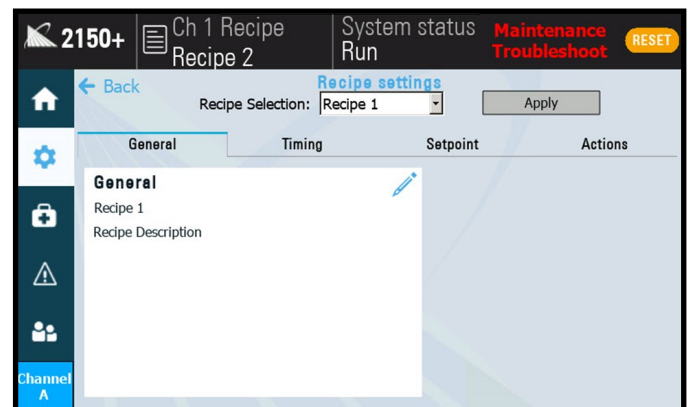 2150+
Ch 1 Recipe
Recipe 2
System status
Run
Maintenance
Troubleshoot
RESET
Back
Recipe settings
Recipe Selection: Recipe 1
Apply
General Timing Setpoint Actions
General
Recipe 1
Recipe Description
Channel
A